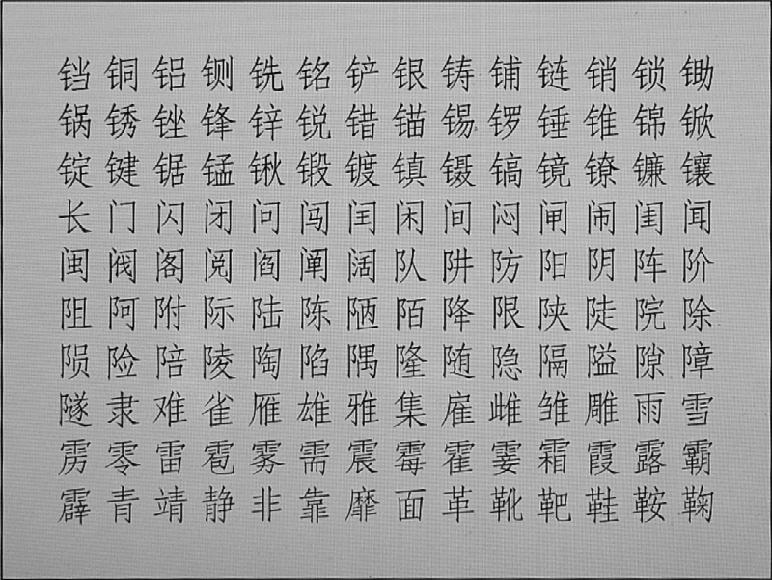 铛铜铝铡铣铭铲银铸铺链销锁锄
锅锈锉锋锌锐错锚锡锣锤锥锦锨
锭键锯锰锹锻镀镇镊镐镜镣镰镶
长门闪闭问闯闰闲间闷闸闹闺闻
闽阀阁阅阎阐阔队阱防阳阴阵阶
阻阿附际陆陈陋陌降限陕陡院除
陨险陪陵陶陷隅隆随隐隔隘隙障
隧隶难雀雁雄雅集雇雌雏雕雨雪
雳零雷雹雾需震霉霍霎霜霞露霸
霹青靖静非靠靡面革靴靶鞋鞍鞠